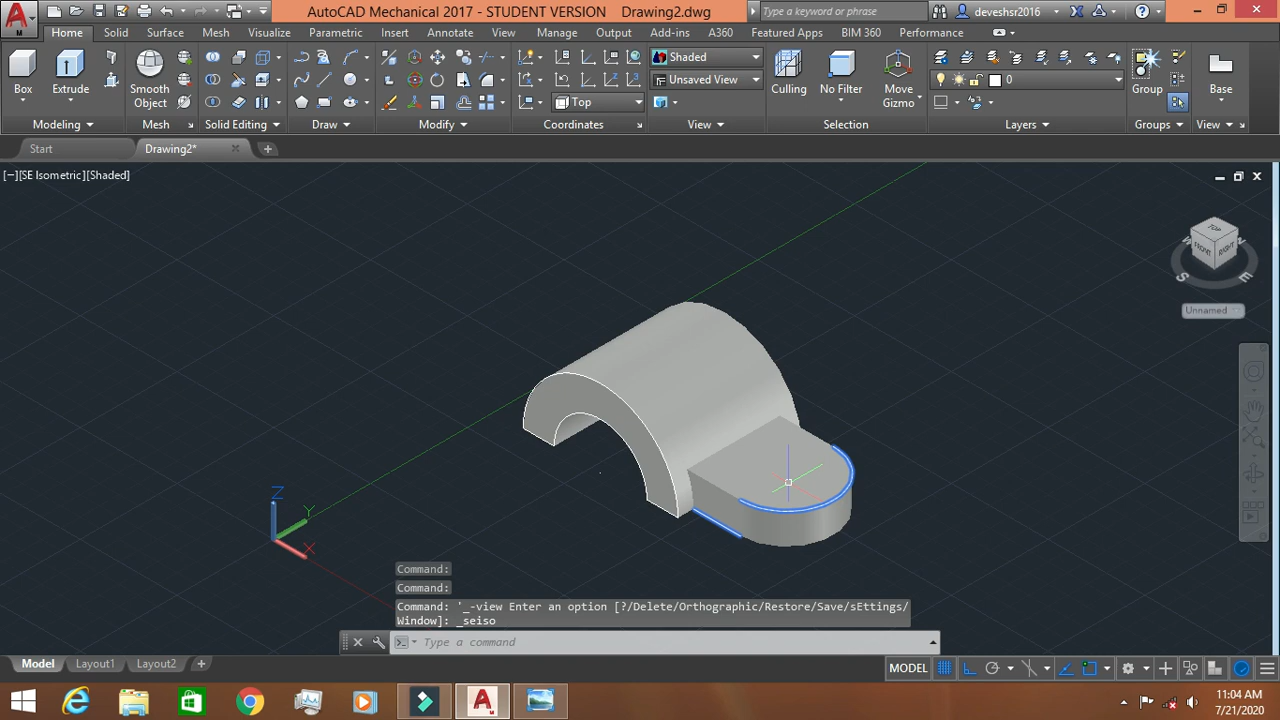 AutoCAD Mechanical 2017 - STUDENT VERSION Drawing2.dwg
Type a keyword or phrase
deveshsr2016
Home Solid Surface Mesh Visualize Parametric Insert Annotate View Manage Output Add-ins A360 Featured Apps BIM 360 Performance
M
Shaded
Unsaved View
Top
0
Box Extrude Smooth Object Culling No Filter Move Gizmo Group Base
Modeling Mesh Solid Editing Draw Modify Coordinates View Selection Layers Groups View
Start Drawing2*
[−][SE Isometric][Shaded]
TOP
FRONT RIGHT
W N
S E
Unnamed
Z
Y
X
Command:
Command:
Command: '_-view Enter an option [?/Delete/Orthographic/Restore/Save/sEttings/
Window]: _seiso
Type a command
Model Layout1 Layout2
MODEL
11:04 AM
7/21/2020